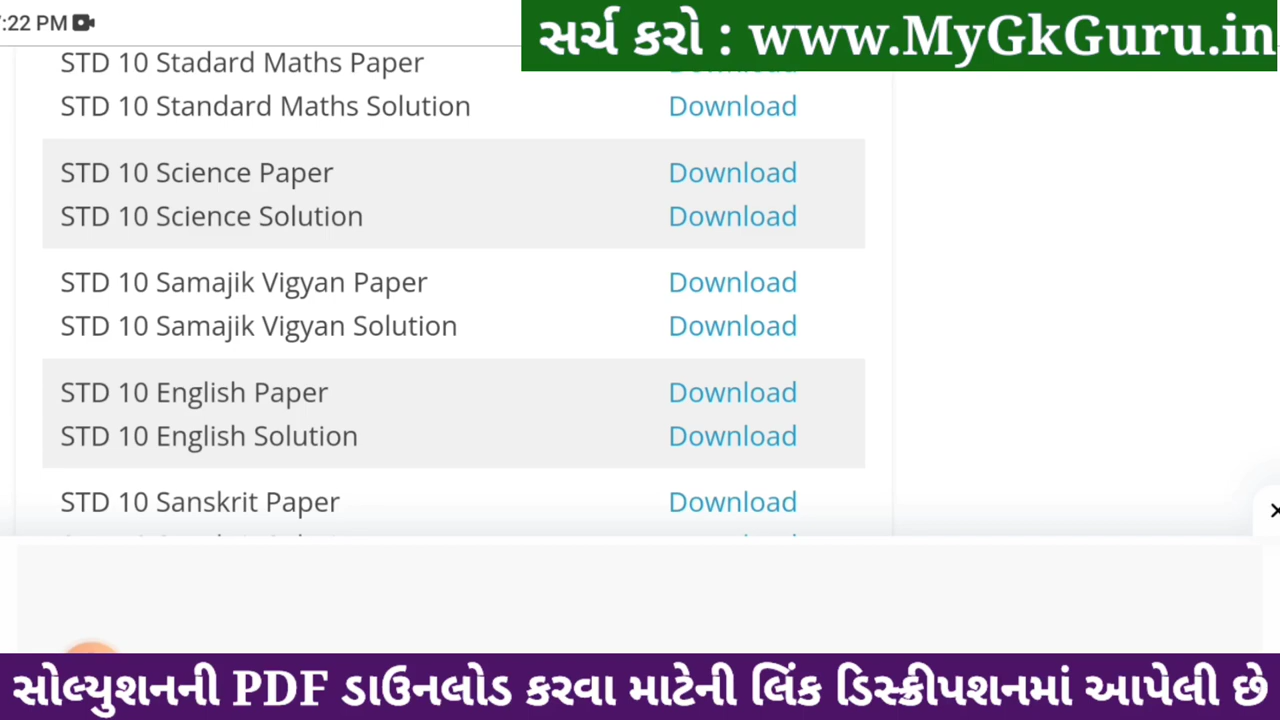 :22 PM
સર્ચ કરો : www.MyGkGuru.in
STD 10 Stadard Maths Paper
STD 10 Standard Maths Solution Download
STD 10 Science Paper Download
STD 10 Science Solution Download
STD 10 Samajik Vigyan Paper Download
STD 10 Samajik Vigyan Solution Download
STD 10 English Paper Download
STD 10 English Solution Download
STD 10 Sanskrit Paper Download
સોલ્યુશનની PDF ડાઉનલોડ કરવા માટેની લિંક ડિસ્ક્રીપશનમાં આપેલી છે